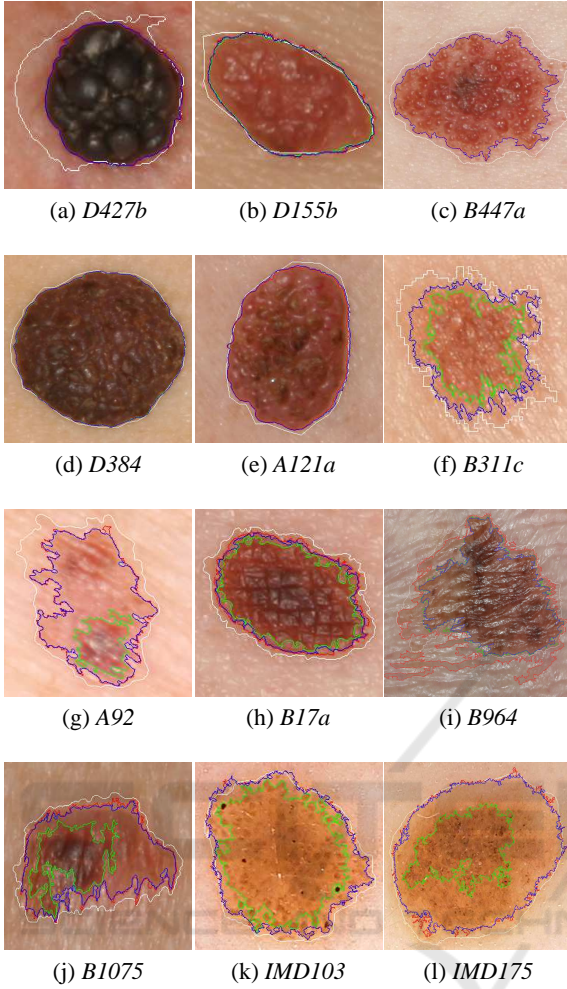 (a) D427b (b) D155b (c) B447a
(d) D384 (e) A121a (f) B311c
(g) A92 (h) B17a (i) B964
(j) B1075 (k) IMD103 (l) IMD175